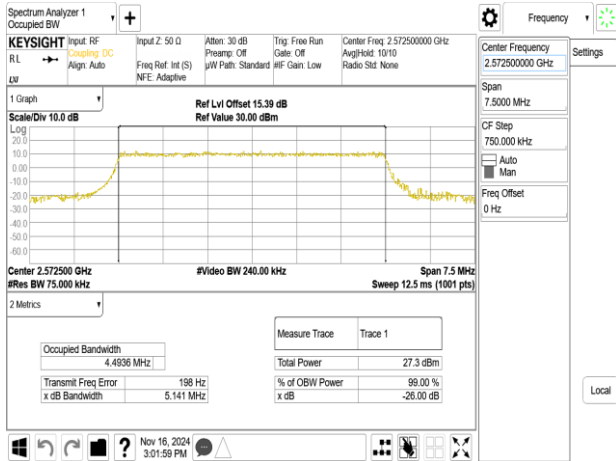 Spectrum Analyzer 1
Occupied BW
Frequency
KEYSIGHT Input: RF Input Z: 50 Ω Atten: 30 dB Trig: Free Run Center Freq: 2.572500000 GHz
RL Coupling: DC Preamp: Off Gate: Off Avg|Hold: 10/10
Align: Auto Freq Ref: Int (S) µW Path: Standard #IF Gain: Low Radio Std: None
LXI NFE: Adaptive
Center Frequency
2.572500000 GHz
Settings
Span
7.5000 MHz
CF Step
750.000 kHz
Auto
Man
Freq Offset
0 Hz
Local
1 Graph
Scale/Div 10.0 dB
Ref Lvl Offset 15.39 dB
Ref Value 30.00 dBm
Log
20.0
10.0
0.00
-10.0
-20.0
-30.0
-40.0
-50.0
-60.0
Center 2.572500 GHz #Video BW 240.00 kHz Span 7.5 MHz
#Res BW 75.000 kHz Sweep 12.5 ms (1001 pts)
2 Metrics
Measure Trace Trace 1
Occupied Bandwidth
4.4936 MHz
Total Power 27.3 dBm
Transmit Freq Error 198 Hz
% of OBW Power 99.00 %
x dB Bandwidth 5.141 MHz
x dB -26.00 dB
Nov 16, 2024
3:01:59 PM